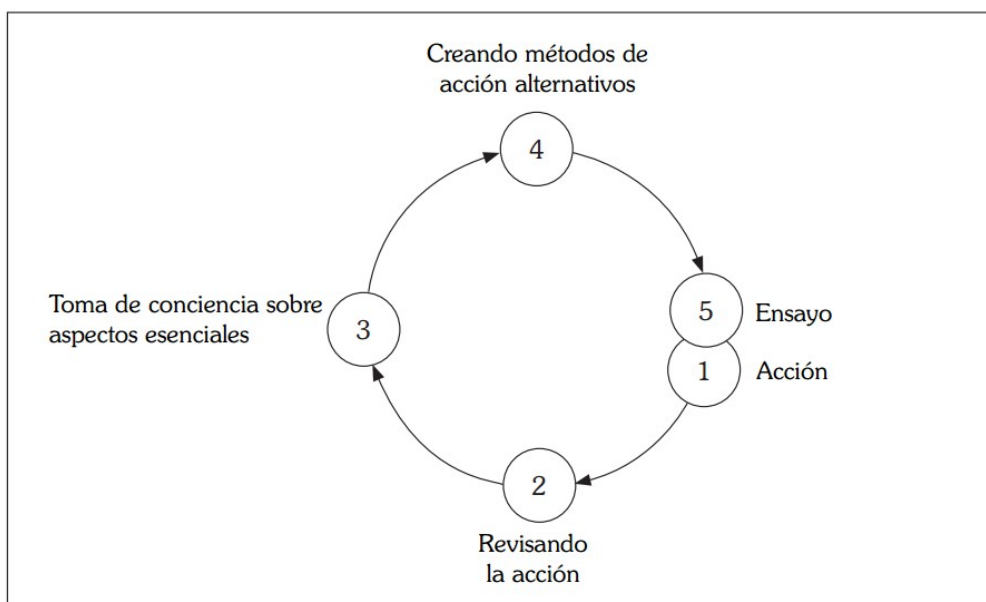 Creando métodos de
acción alternativos
4
Toma de conciencia sobre
aspectos esenciales
3
5
Ensayo
1
Acción
2
Revisando
la acción